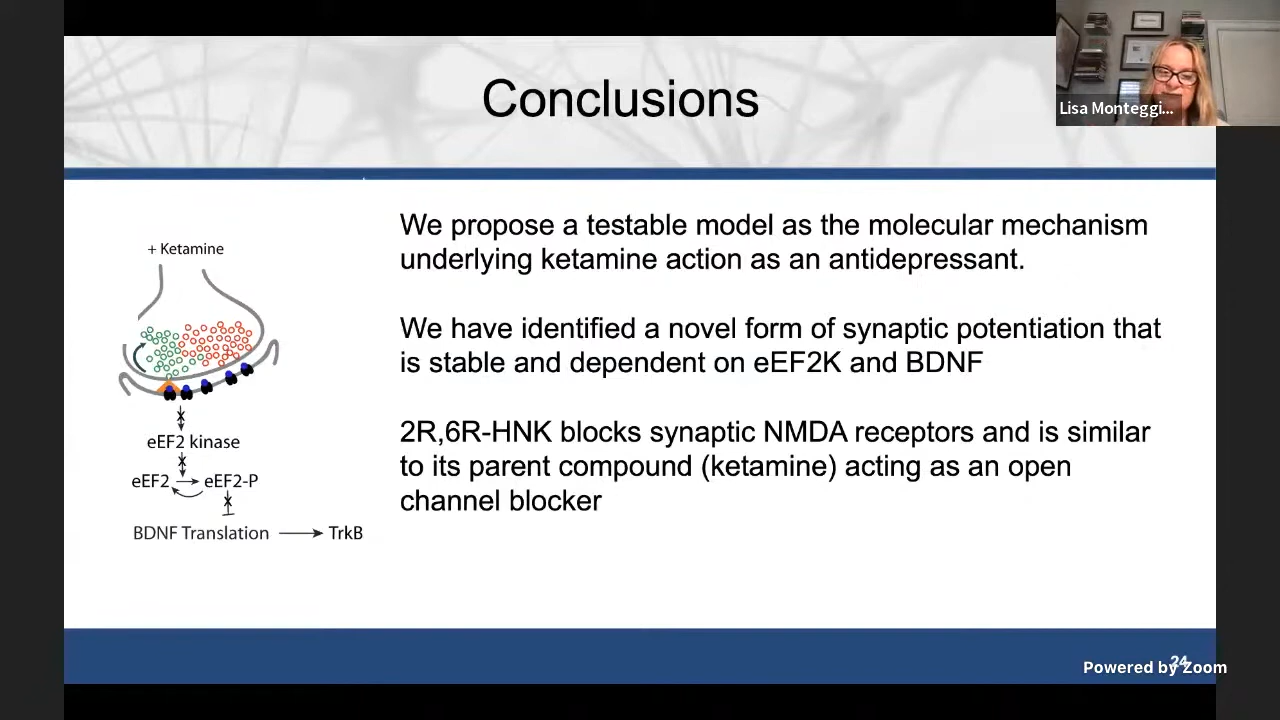 Conclusions
Lisa Monteggi...
+ Ketamine
We propose a testable model as the molecular mechanism
underlying ketamine action as an antidepressant.
We have identified a novel form of synaptic potentiation that
is stable and dependent on eEF2K and BDNF
2R,6R-HNK blocks synaptic NMDA receptors and is similar
to its parent compound (ketamine) acting as an open
channel blocker
eEF2 kinase
eEF2 eEF2-P
BDNF Translation TrkB
24
Powered by Zoom